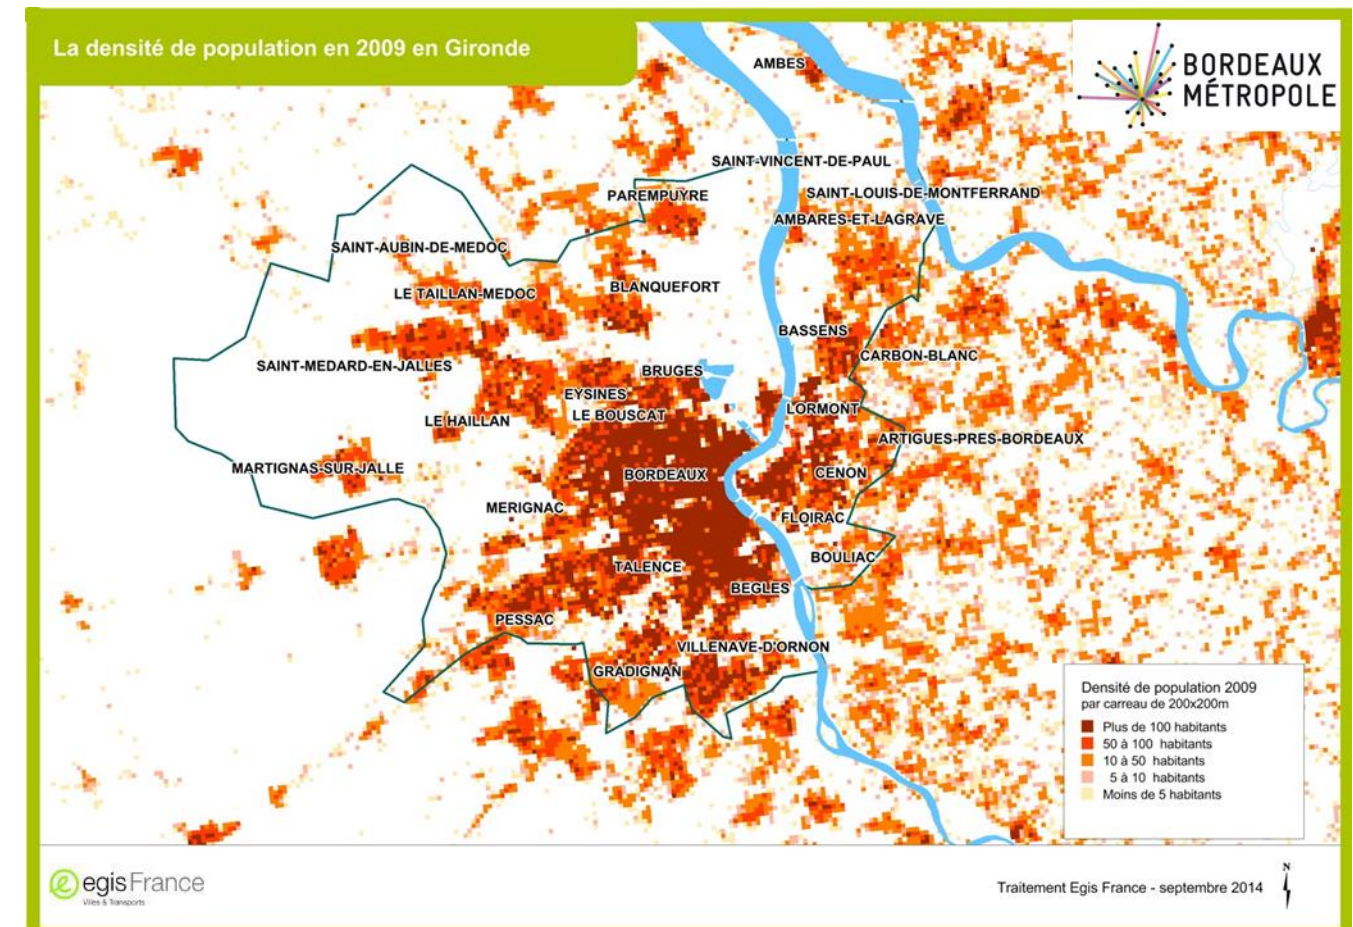 La densité de population en 2009 en Gironde
BORDEAUX
MÉTROPOLE
AMBES
SAINT-VINCENT-DE-PAUL
PAREMPUYRE
SAINT-LOUIS-DE-MONTFERRAND
AMBARES-ET-LAGRAVE
SAINT-AUBIN-DE-MEDOC
LE TAILLAN-MEDOC
BLANQUEFORT
BASSENS
CARBON-BLANC
SAINT-MEDARD-EN-JALLES
BRUGES
EYSINES
LE BOUSCAT
LORMONT
LE HAILLAN
ARTIGUES-PRES-BORDEAUX
MARTIGNAS-SUR-JALLE
BORDEAUX
CENON
MERIGNAC
FLOIRAC
BOULIAC
TALENCE
BEGLES
PESSAC
VILLENAVE-D'ORNON
GRADIGNAN
Densité de population 2009
par carreau de 200x200m
Plus de 100 habitants
50 à 100 habitants
10 à 50 habitants
5 à 10 habitants
Moins de 5 habitants
egis France
Villes & Transports
Traitement Egis France - septembre 2014
N